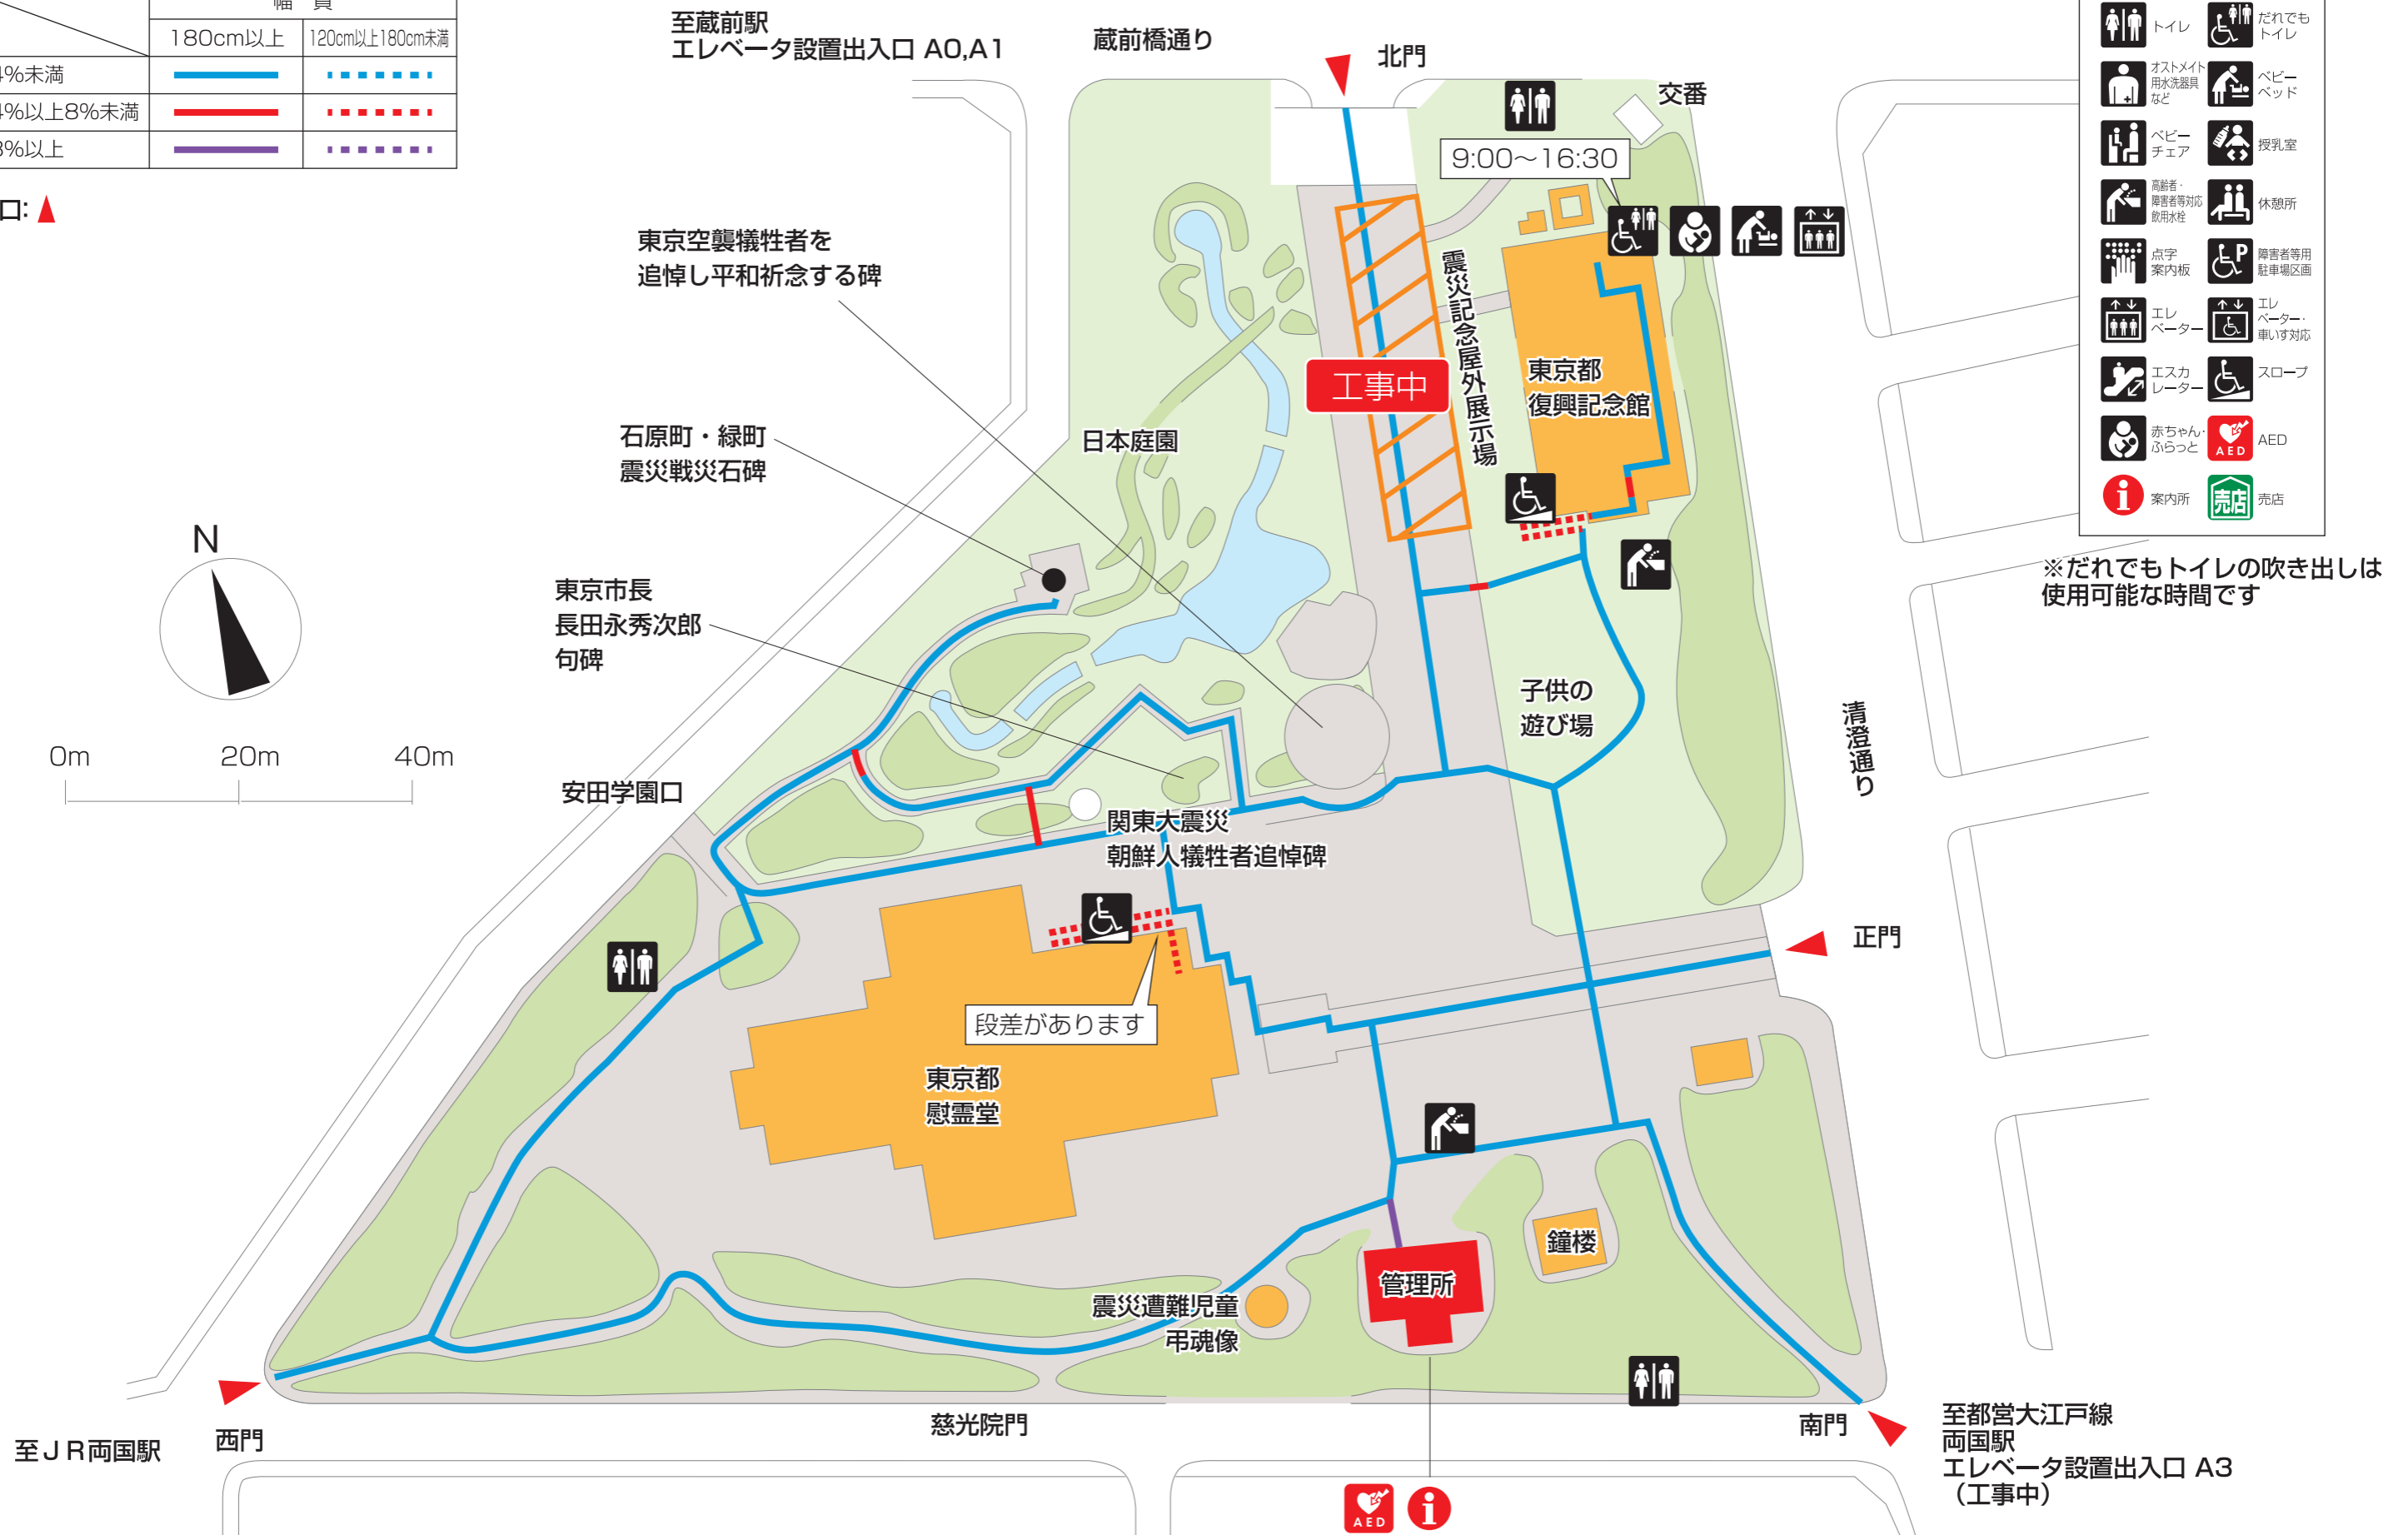 幅 員
180cm以上
120cm以上180cm未満
4%未満
4%以上8%未満
8%以上
口:
至蔵前駅
エレベータ設置出入口 A0,A1
蔵前橋通り
北門
交番
9:00～16:30
東京空襲犠牲者を
追悼し平和祈念する碑
震災記念屋外展示場
工事中
東京都
復興記念館
石原町・緑町
震災戦災石碑
日本庭園
N
東京市長
長田永秀次郎
句碑
0m
20m
40m
安田学園口
子供の
遊び場
清澄通り
関東大震災
朝鮮人犠牲者追悼碑
正門
段差があります
東京都
慰霊堂
鐘楼
管理所
震災遭難児童
弔魂像
至ＪＲ両国駅
西門
慈光院門
南門
至都営大江戸線
両国駅
エレベータ設置出入口 A3
（工事中）
AED
i
トイレ
だれでも
トイレ
オストメイト
用水洗器具
など
ベビー
ベッド
ベビー
チェア
授乳室
高齢者・
障害者等対応
飲用水栓
休憩所
点字
案内板
P
障害者等用
駐車場区画
エレ
ベーター
エレ
ベーター・
車いす対応
エスカ
レーター
スロープ
赤ちゃん・
ふらっと
AED
AED
i
案内所
売店
売店
※だれでもトイレの吹き出しは
使用可能な時間です